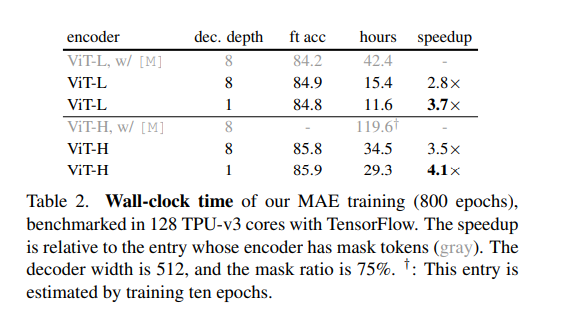 encoder dec. depth ft acc hours speedup
ViT-L, w/ [M] 8 84.2 42.4 -
ViT-L 8 84.9 15.4 2.8×
ViT-L 1 84.8 11.6 3.7×
ViT-H, w/ [M] 8 - 119.6† -
ViT-H 8 85.8 34.5 3.5×
ViT-H 1 85.9 29.3 4.1×
Table 2. Wall-clock time of our MAE training (800 epochs),
benchmarked in 128 TPU-v3 cores with TensorFlow. The speedup
is relative to the entry whose encoder has mask tokens (gray). The
decoder width is 512, and the mask ratio is 75%. †: This entry is
estimated by training ten epochs.